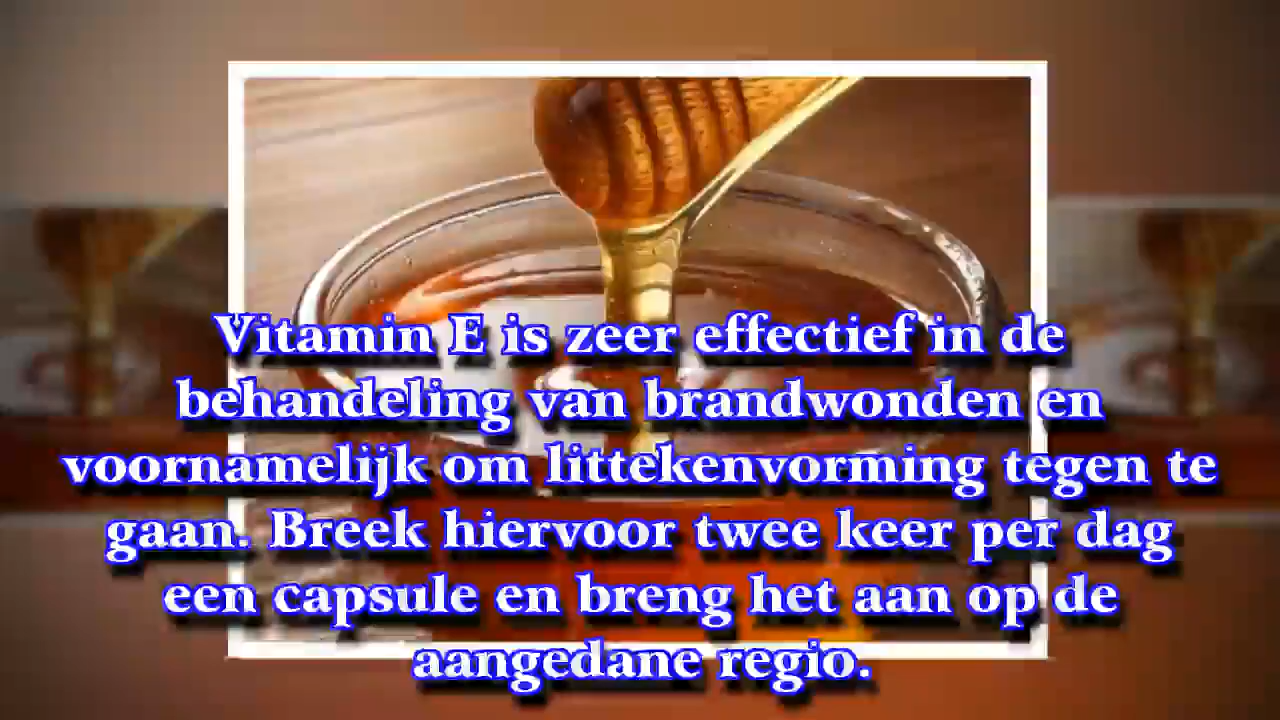 Vitamin E is zeer effectief in de
behandeling van brandwonden en
voornamelijk om littekenvorming tegen te
gaan. Breek hiervoor twee keer per dag
een capsule en breng het aan op de
aangedane regio.